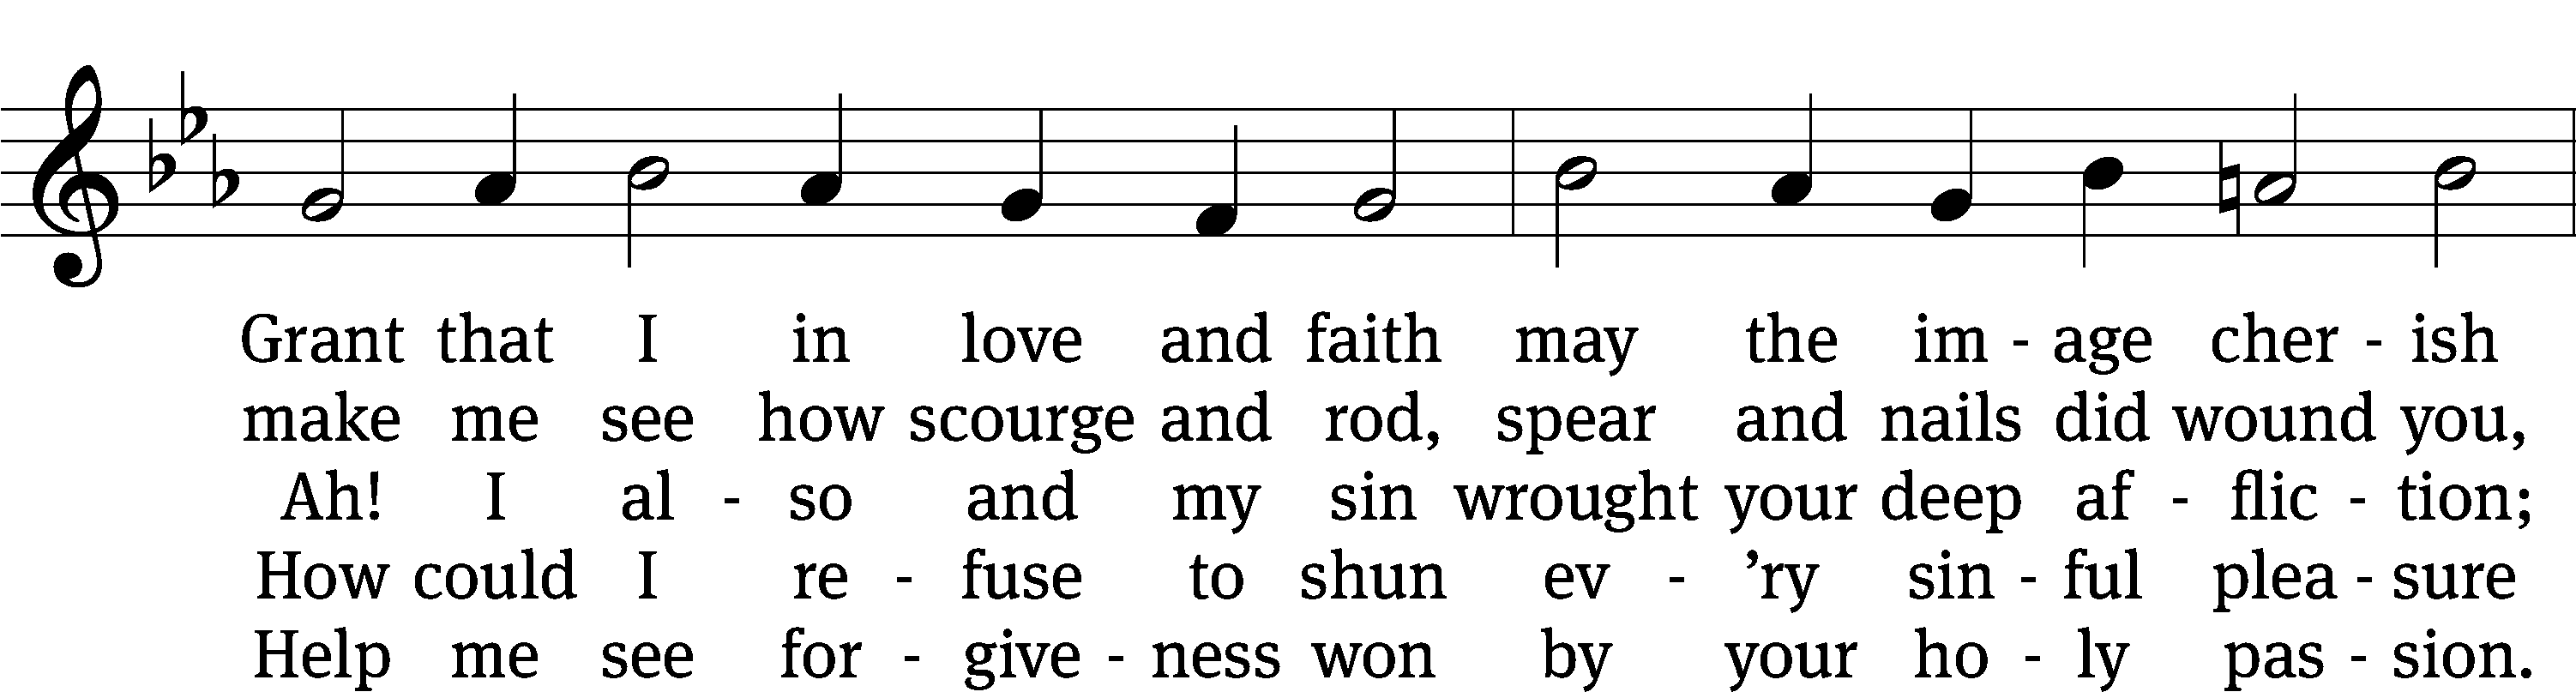 Grant that I in love and faith may the im - age cher - ish
make me see how scourge and rod, spear and nails did wound you,
Ah! I al - so and my sin wrought your deep af - flic - tion;
How could I re - fuse to shun ev - ’ry sin - ful plea - sure
Help me see for - give - ness won by your ho - ly pas - sion.